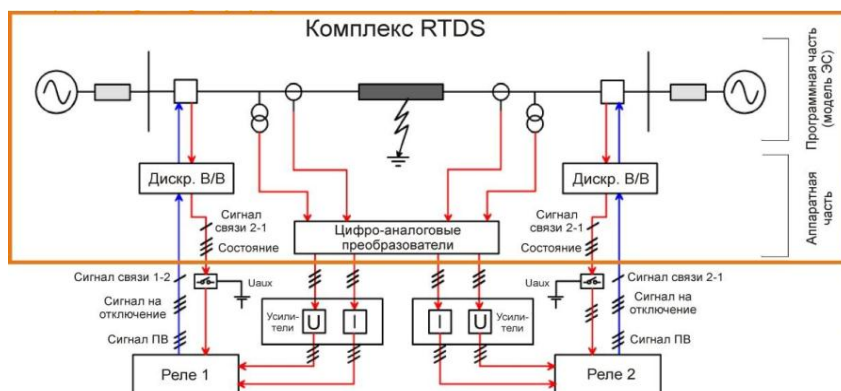 Комплекс RTDS
Программная часть
(модель ЭС)
Дискр. В/В
Дискр. В/В
Аппаратная
часть
Сигнал
связи 2-1
Состояние
Цифро-аналоговые
преобразователи
Сигнал
связи 2-1
Состояние
Сигнал связи 1-2
Uaux
Uaux
Сигнал связи 2-1
Сигнал на
отключение
Усили-
тели
U
I
I
U
Усили-
тели
Сигнал на
отключение
Сигнал ПВ
Сигнал ПВ
Реле 1
Реле 2